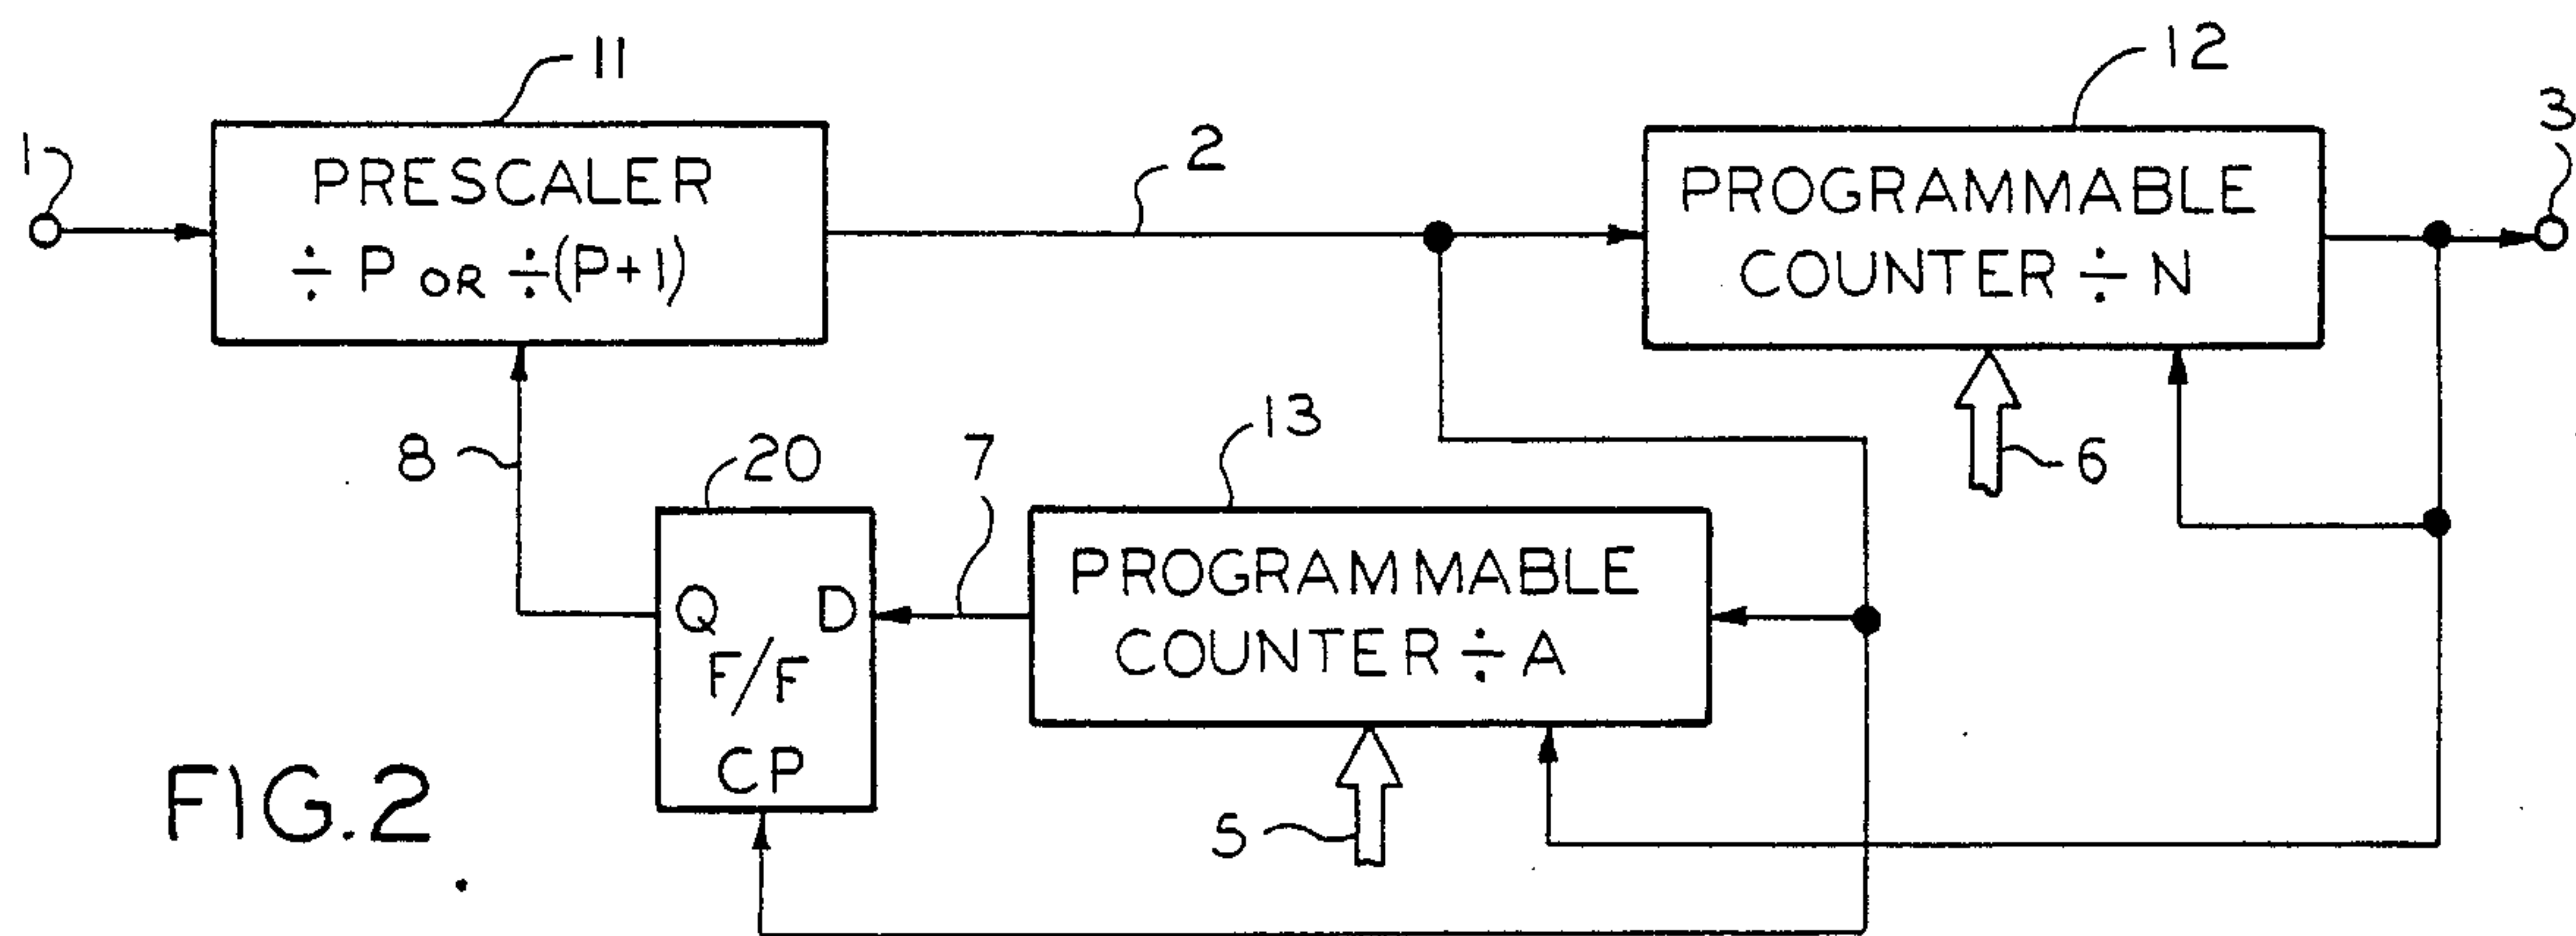 11
12
1
3
PRESCALER
÷ P OR ÷(P+1)
2
PROGRAMMABLE
COUNTER ÷ N
8
20
7
13
6
PROGRAMMABLE
COUNTER ÷ A
Q D
F/F
CP
5
FIG.2